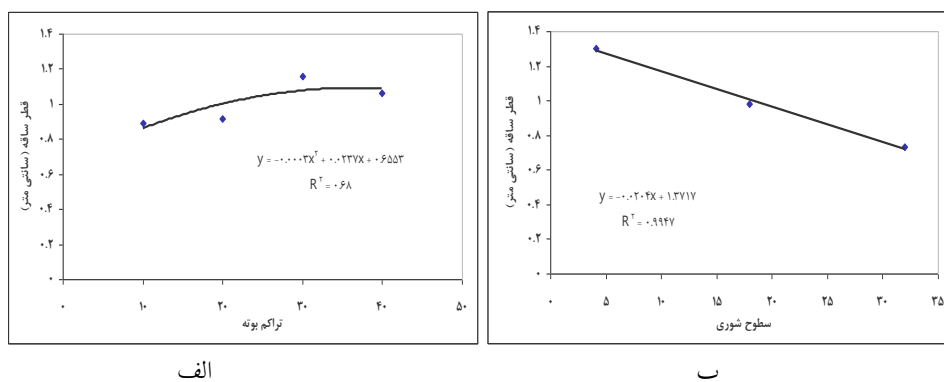 ۱.۴
۱.۲
۱
۰.۸
۰.۶
۰.۴
۰.۲
۰
۰ ۱۰ ۲۰ ۳۰ ۴۰ ۵۰
قطر ساقه (سانتی متر)
تراکم بوته
y = -۰.۰۰۰۳x² + ۰.۰۲۳۷x + ۰.۶۵۵۳
R² = ۰.۶۸
الف
۱.۴
۱.۲
۱
۰.۸
۰.۶
۰.۴
۰.۲
۰
۰ ۵ ۱۰ ۱۵ ۲۰ ۲۵ ۳۰ ۳۵
قطر ساقه (سانتی متر)
سطوح شوری
y = -۰.۰۲۰۴x + ۱.۳۷۱۷
R² = ۰.۹۹۴۷
ب